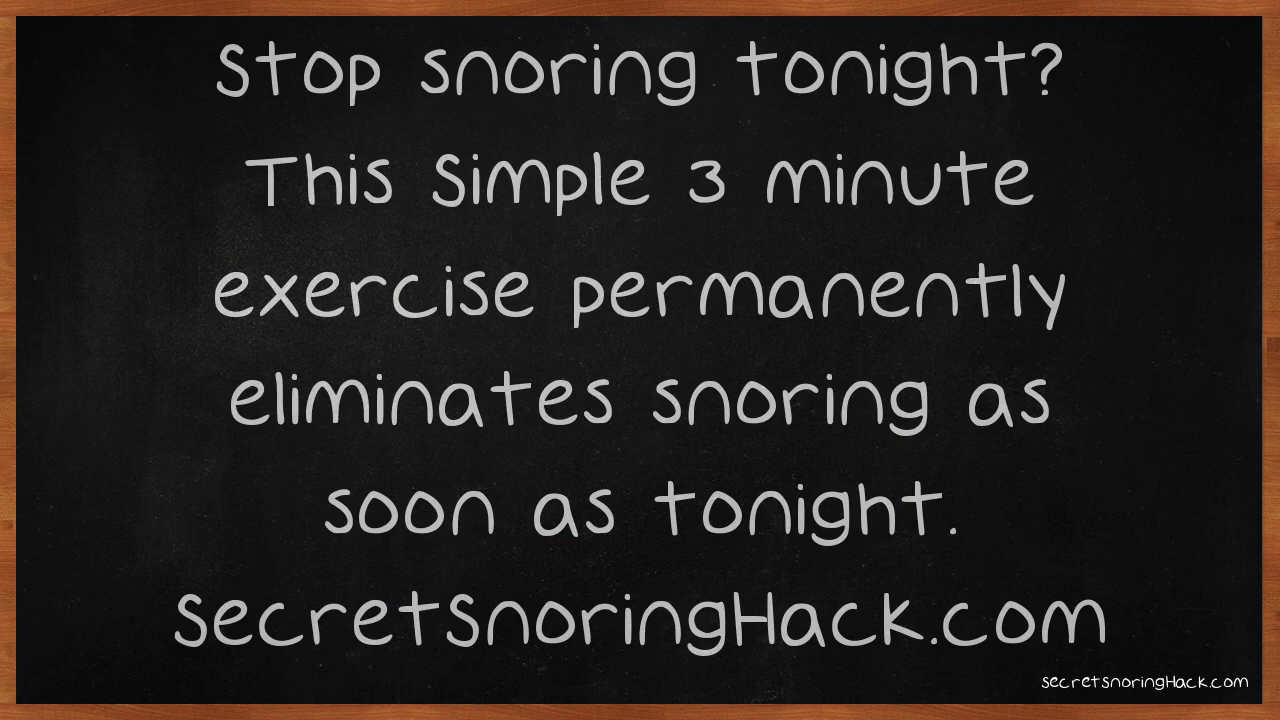 Stop snoring tonight?
This Simple 3 minute
exercise permanently
eliminates snoring as
soon as tonight.
SecretSnoringHack.com
secretsnoringHack.com